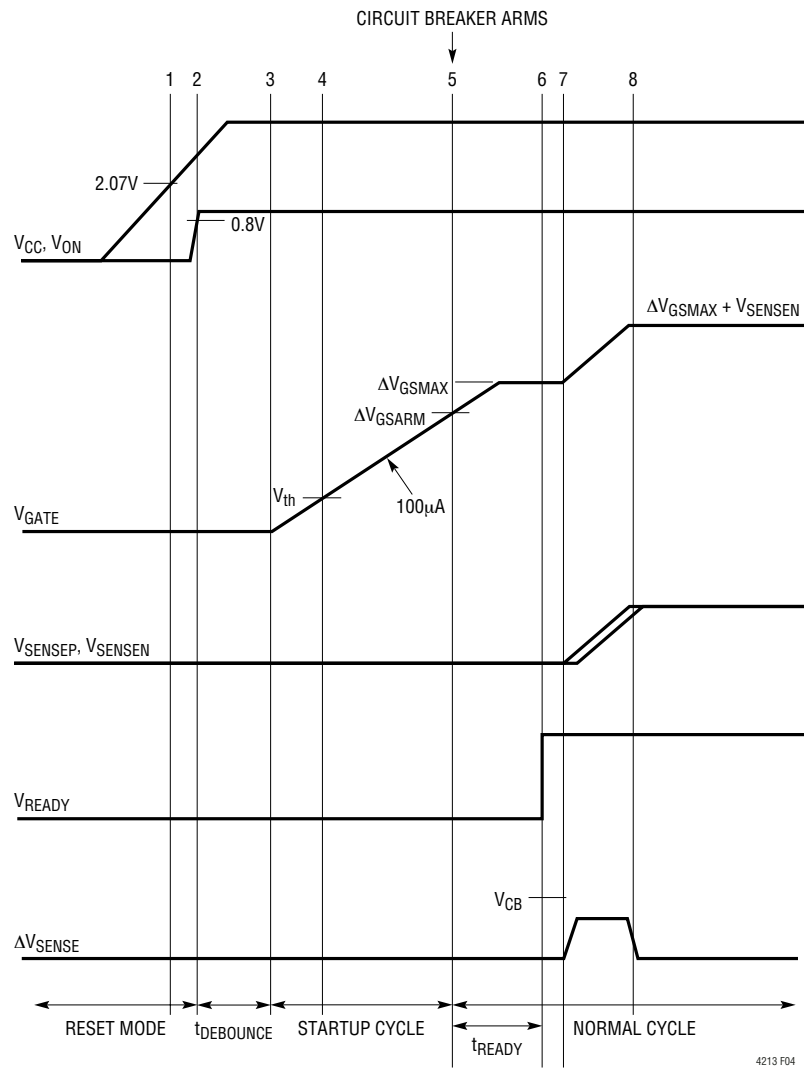 CIRCUIT BREAKER ARMS
1 2 3 4 5 6 7 8
2.07V
0.8V
VCC, VON
ΔVGSMAX + VSENSEN
ΔVGSMAX
ΔVGSARM
Vth
100µA
VGATE
VSENSEP, VSENSEN
VREADY
VCB
ΔVSENSE
RESET MODE tDEBOUNCE STARTUP CYCLE NORMAL CYCLE
tREADY
4213 F04